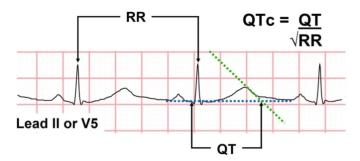 RR
QTc = QT
√RR
Lead II or V5
QT